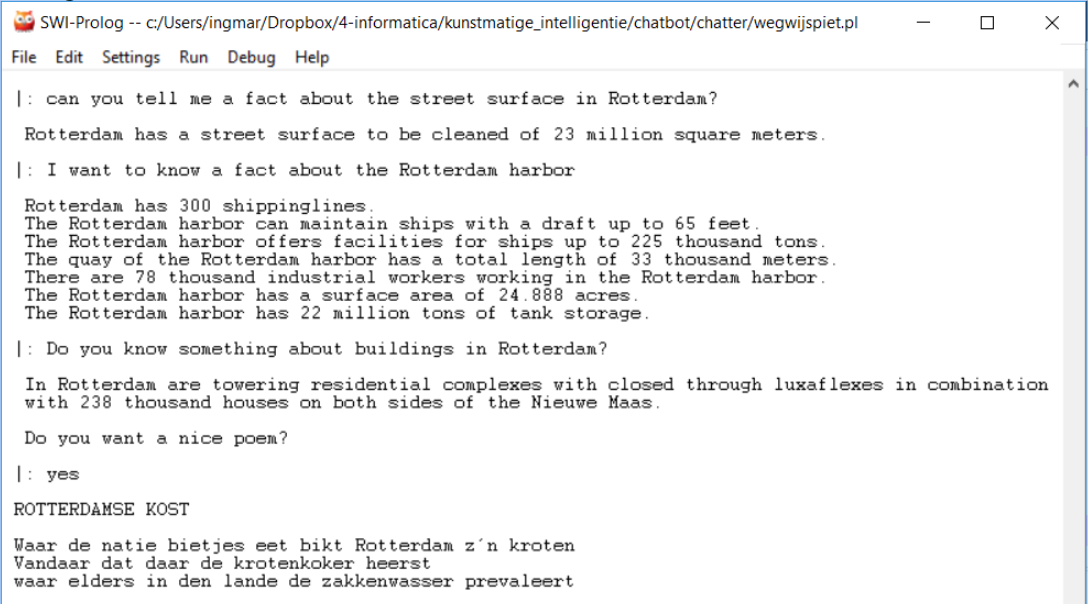 SWI-Prolog -- c:/Users/ingmar/Dropbox/4-informatica/kunstmatige_intelligentie/chatbot/chatter/wegwijspiet.pl
File Edit Settings Run Debug Help
|: can you tell me a fact about the street surface in Rotterdam?
Rotterdam has a street surface to be cleaned of 23 million square meters.
|: I want to know a fact about the Rotterdam harbor
Rotterdam has 300 shippinglines.
The Rotterdam harbor can maintain ships with a draft up to 65 feet.
The Rotterdam harbor offers facilities for ships up to 225 thousand tons.
The quay of the Rotterdam harbor has a total length of 33 thousand meters.
There are 78 thousand industrial workers working in the Rotterdam harbor.
The Rotterdam harbor has a surface area of 24.888 acres.
The Rotterdam harbor has 22 million tons of tank storage.
|: Do you know something about buildings in Rotterdam?
In Rotterdam are towering residential complexes with closed through luxaflexes in combination
with 238 thousand houses on both sides of the Nieuwe Maas.
Do you want a nice poem?
|: yes
ROTTERDAMSE KOST
Waar de natie bietjes eet bikt Rotterdam z´n kroten
Vandaar dat daar de krotenkoker heerst
waar elders in den lande de zakkenwasser prevaleert